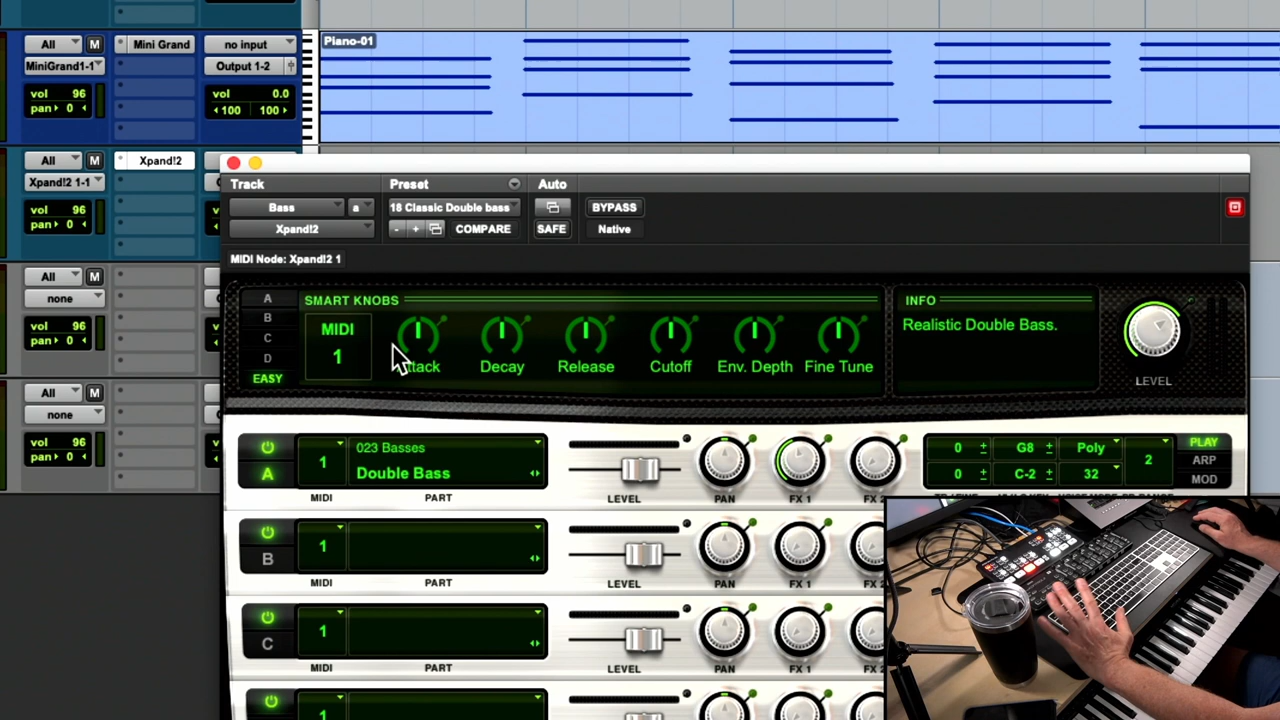 All M Mini Grand no input
MiniGrand1-1 Output 1-2
vol 96 vol 0.0
pan 0 100 100
Piano-01
All M Xpand!2
Xpand!2 1-1
vol 96
pan 0
All M
none
vol 96
pan 0
All M
none
vol 96
pan 0
Track Preset Auto
Bass a 18 Classic Double bass BYPASS
Xpand!2 - + COMPARE SAFE Native
MIDI Node: Xpand!2 1
A
B
C
D
EASY
SMART KNOBS
MIDI
1
ttack Decay Release Cutoff Env. Depth Fine Tune
INFO
Realistic Double Bass.
LEVEL
A 1 023 Basses
Double Bass
MIDI PART LEVEL PAN FX 1 FX 2
0 ± G8 ± Poly 2 PLAY
0 ± C-2 ± 32 ARP
MOD
B 1
MIDI PART LEVEL PAN FX 1
C 1
MIDI PART LEVEL PAN FX 1
1